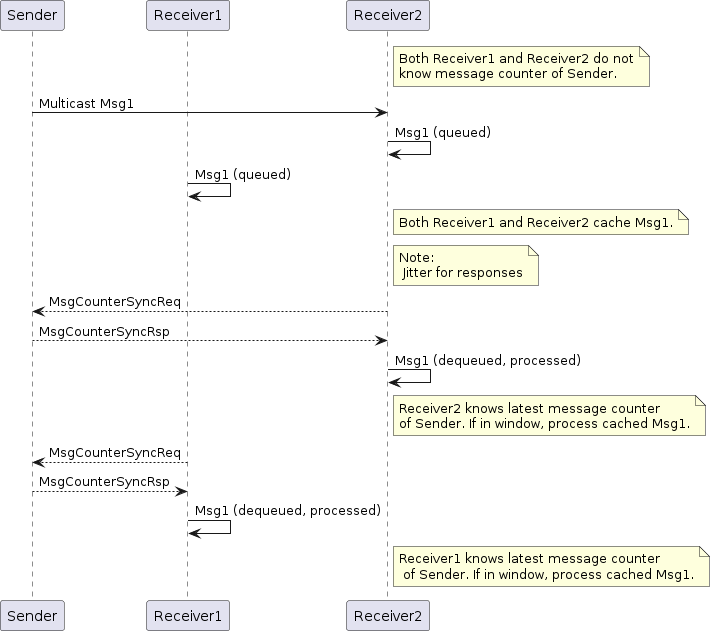 Sender
Receiver1
Receiver2
Both Receiver1 and Receiver2 do not
know message counter of Sender.
Multicast Msg1
Msg1 (queued)
Msg1 (queued)
Both Receiver1 and Receiver2 cache Msg1.
Note:
Jitter for responses
MsgCounterSyncReq
MsgCounterSyncRsp
Msg1 (dequeued, processed)
Receiver2 knows latest message counter
of Sender. If in window, process cached Msg1.
MsgCounterSyncReq
MsgCounterSyncRsp
Msg1 (dequeued, processed)
Receiver1 knows latest message counter
of Sender. If in window, process cached Msg1.
Sender
Receiver1
Receiver2